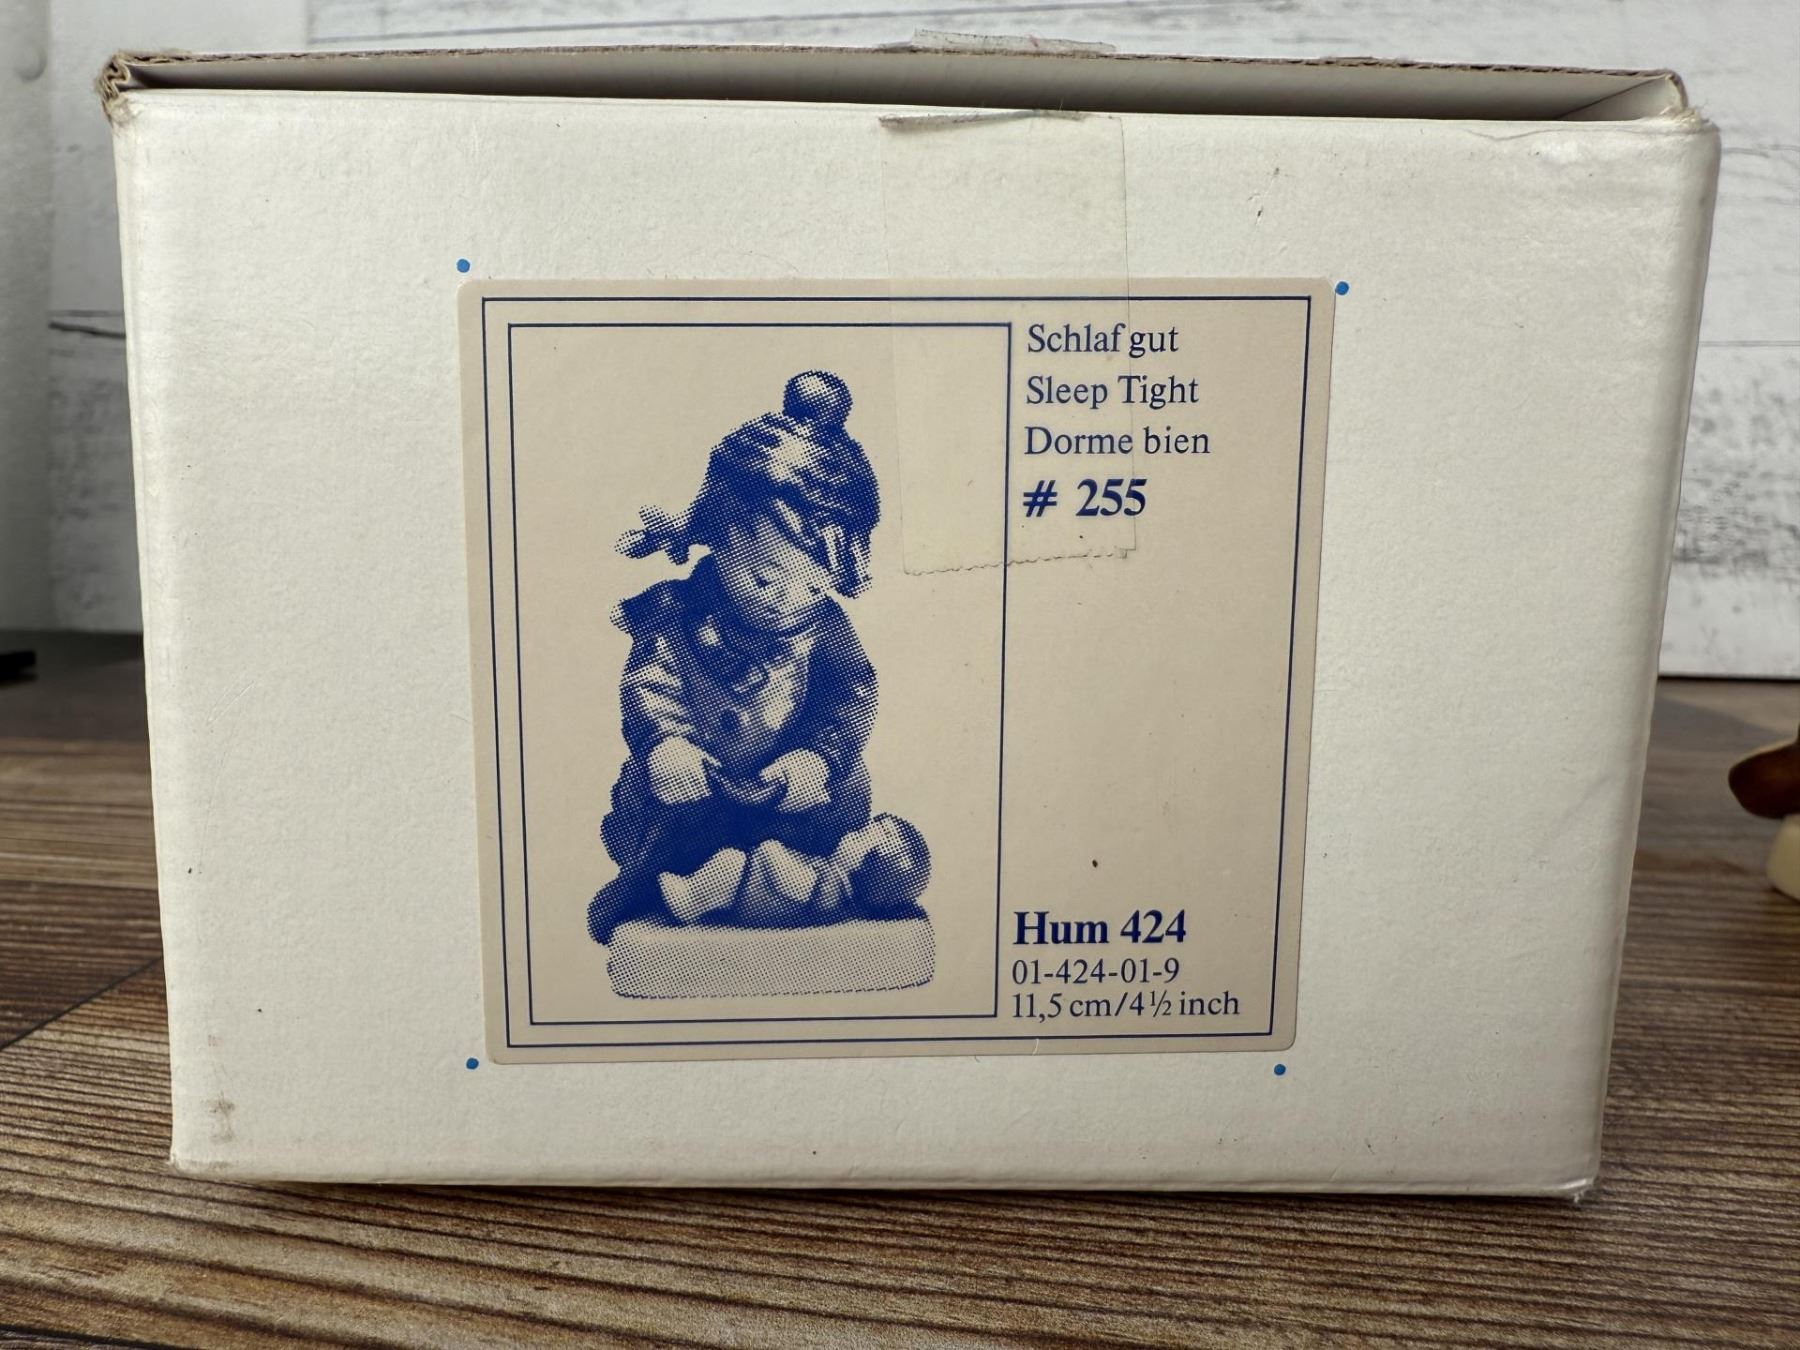 Schlaf gut
Sleep Tight
Dorme bien
# 255
Hum 424
01-424-01-9
11,5 cm/4½ inch